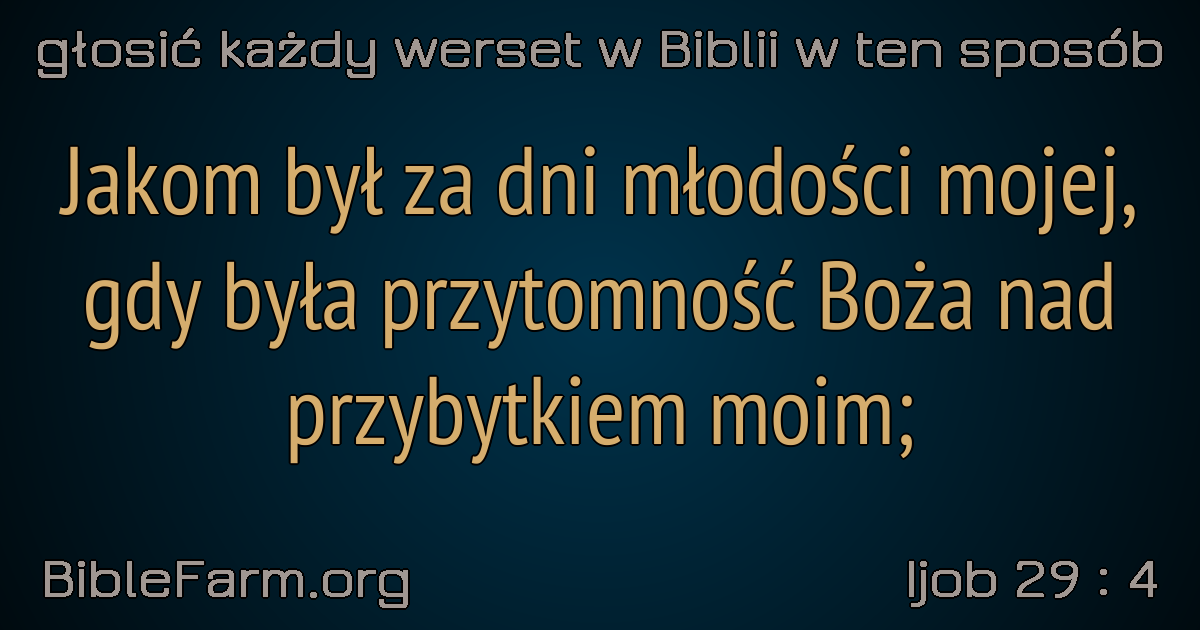 głosić każdy werset w Biblii w ten sposób
Jakom był za dni młodości mojej,
gdy była przytomność Boża nad
przybytkiem moim;
BibleFarm.org
Ijob 29 : 4